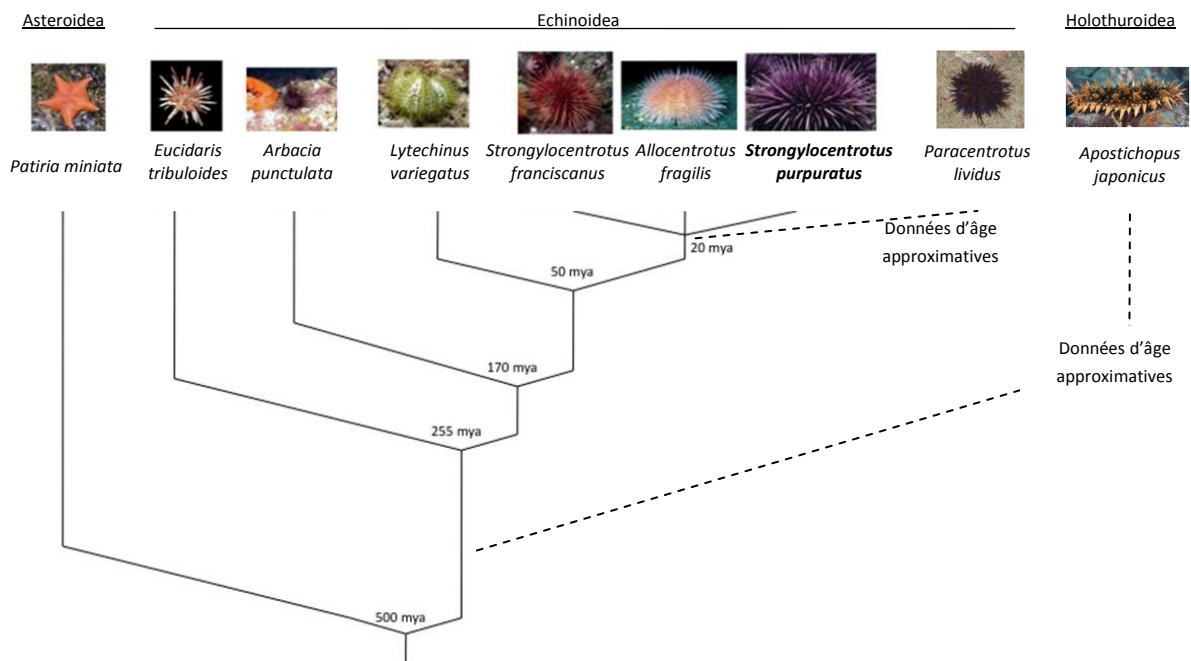 Asteroidea
Echinoidea
Holothuroidea
Patiria miniata
Eucidaris
tribuloides
Arbacia
punctulata
Lytechinus
variegatus
Strongylocentrotus
franciscanus
Allocentrotus
fragilis
Strongylocentrotus
purpuratus
Paracentrotus
lividus
Apostichopus
japonicus
Données d’âge
approximatives
20 mya
50 mya
Données d’âge
approximatives
170 mya
255 mya
500 mya